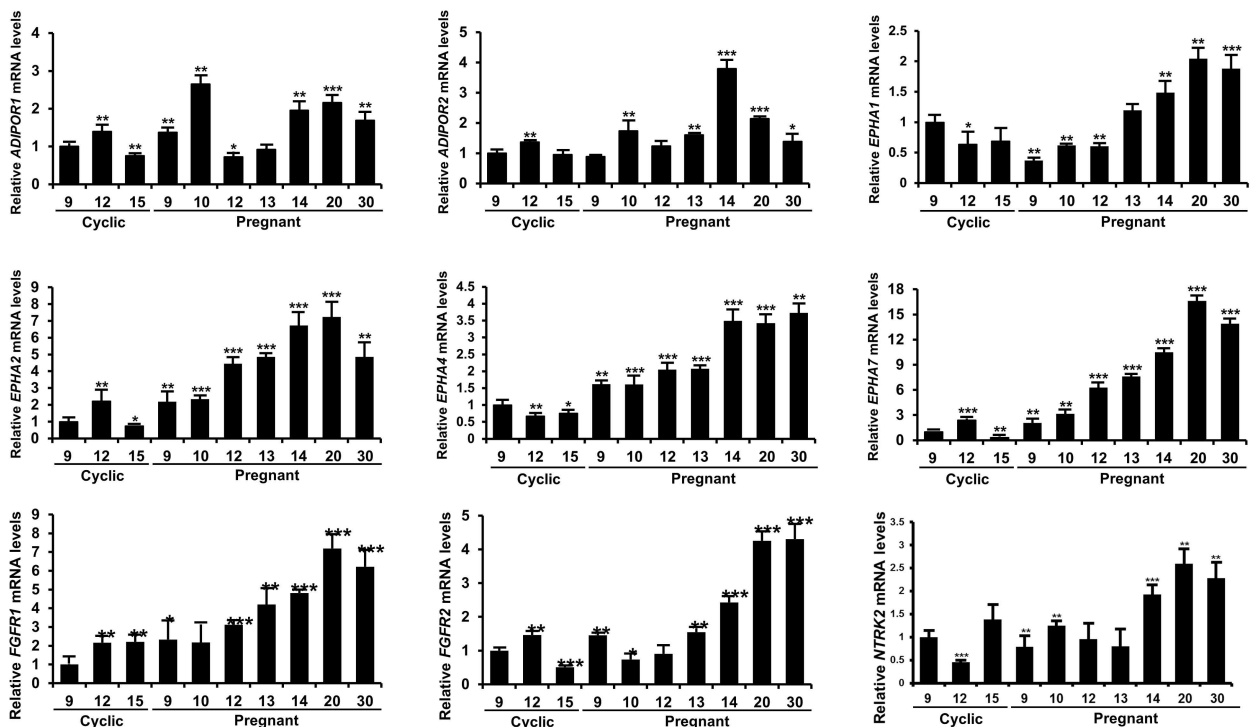 Relative ADIPOR1 mRNA levels
4
3
2
1
0
** ** ** ** * ** *** **
9 12 15 9 10 12 13 14 20 30
Cyclic Pregnant
Relative ADIPOR2 mRNA levels
5
4
3
2
1
0
** ** ** *** *** *
9 12 15 9 10 12 13 14 20 30
Cyclic Pregnant
Relative EPHA1 mRNA levels
2.5
2
1.5
1
0.5
0
* ** ** ** ** ** ***
9 12 15 9 10 12 13 14 20 30
Cyclic Pregnant
Relative EPHA2 mRNA levels
9
8
7
6
5
4
3
2
1
0
** * ** *** *** *** *** *** **
9 12 15 9 10 12 13 14 20 30
Cyclic Pregnant
Relative EPHA4 mRNA levels
4.5
4
3.5
3
2.5
2
1.5
1
0.5
0
** * ** *** *** *** *** *** **
9 12 15 9 10 12 13 14 20 30
Cyclic Pregnant
Relative EPHA7 mRNA levels
18
15
12
9
6
3
0
*** ** ** ** *** *** *** *** ***
9 12 15 9 10 12 13 14 20 30
Cyclic Pregnant
Relative FGFR1 mRNA levels
9
8
7
6
5
4
3
2
1
0
** ** * *** ** *** *** ***
9 12 15 9 10 12 13 14 20 30
Cyclic Pregnant
Relative FGFR2 mRNA levels
5
4
3
2
1
0
** *** ** * ** *** *** ***
9 12 15 9 10 12 13 14 20 30
Cyclic Pregnant
Relative NTRK2 mRNA levels
3.5
3
2.5
2
1.5
1
0.5
0
*** ** ** *** ** **
9 12 15 9 10 12 13 14 20 30
Cyclic Pregnant